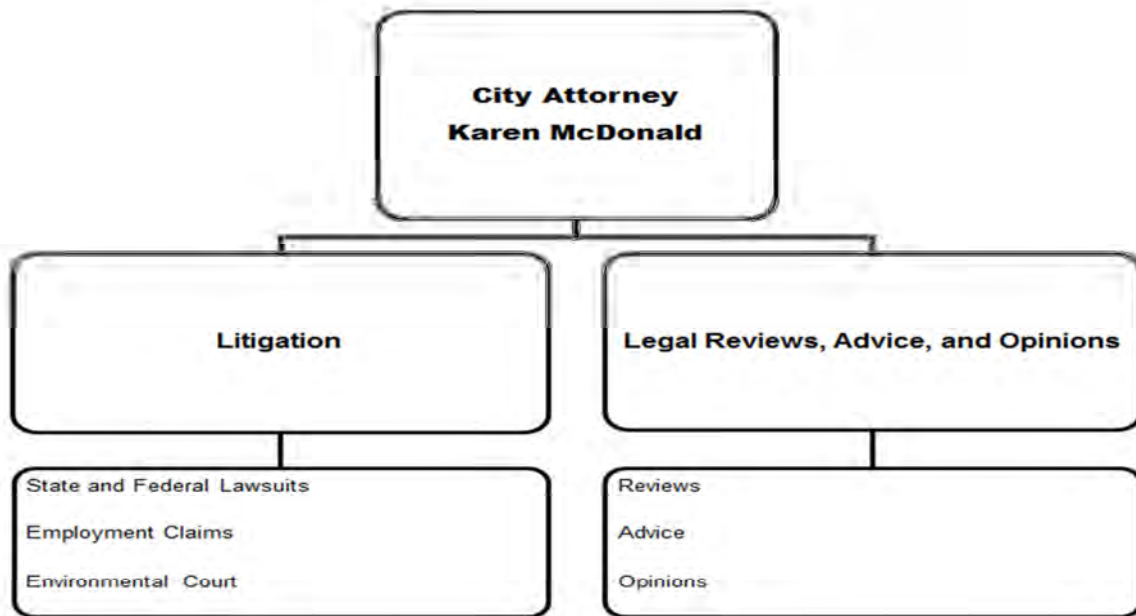 City Attorney
Karen McDonald
Litigation
Legal Reviews, Advice, and Opinions
State and Federal Lawsuits
Employment Claims
Environmental Court
Reviews
Advice
Opinions